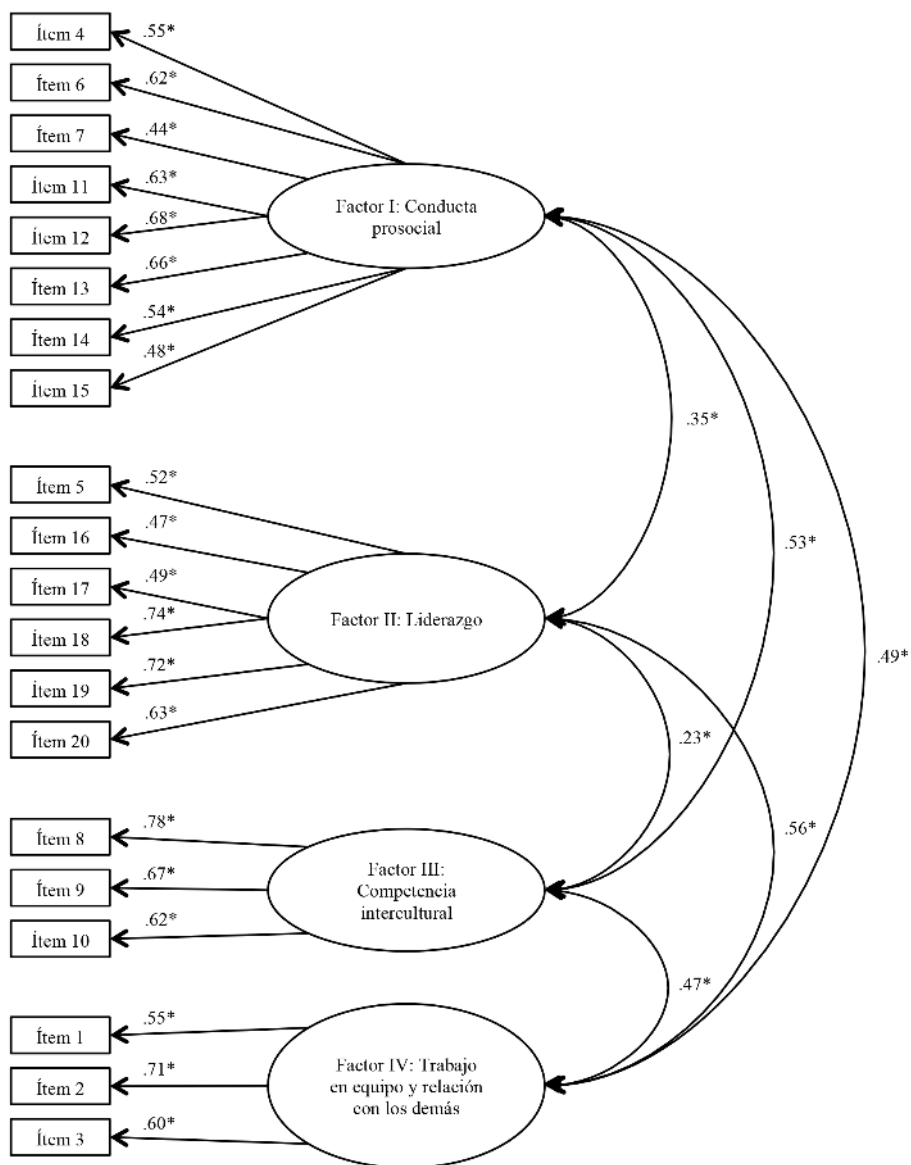 Ítem 4
.55*
Ítem 6
.62*
Ítem 7
.44*
Ítem 11
.63*
Ítem 12
.68*
Ítem 13
.66*
Ítem 14
.54*
Ítem 15
.48*
Factor I: Conducta
prosocial
.35*
.53*
.49*
Ítem 5
.52*
Ítem 16
.47*
Ítem 17
.49*
Ítem 18
.74*
Ítem 19
.72*
Ítem 20
.63*
Factor II: Liderazgo
.23*
.56*
Ítem 8
.78*
Ítem 9
.67*
Ítem 10
.62*
Factor III:
Competencia
intercultural
.47*
Ítem 1
.55*
Ítem 2
.71*
Ítem 3
.60*
Factor IV: Trabajo
en equipo y relación
con los demás